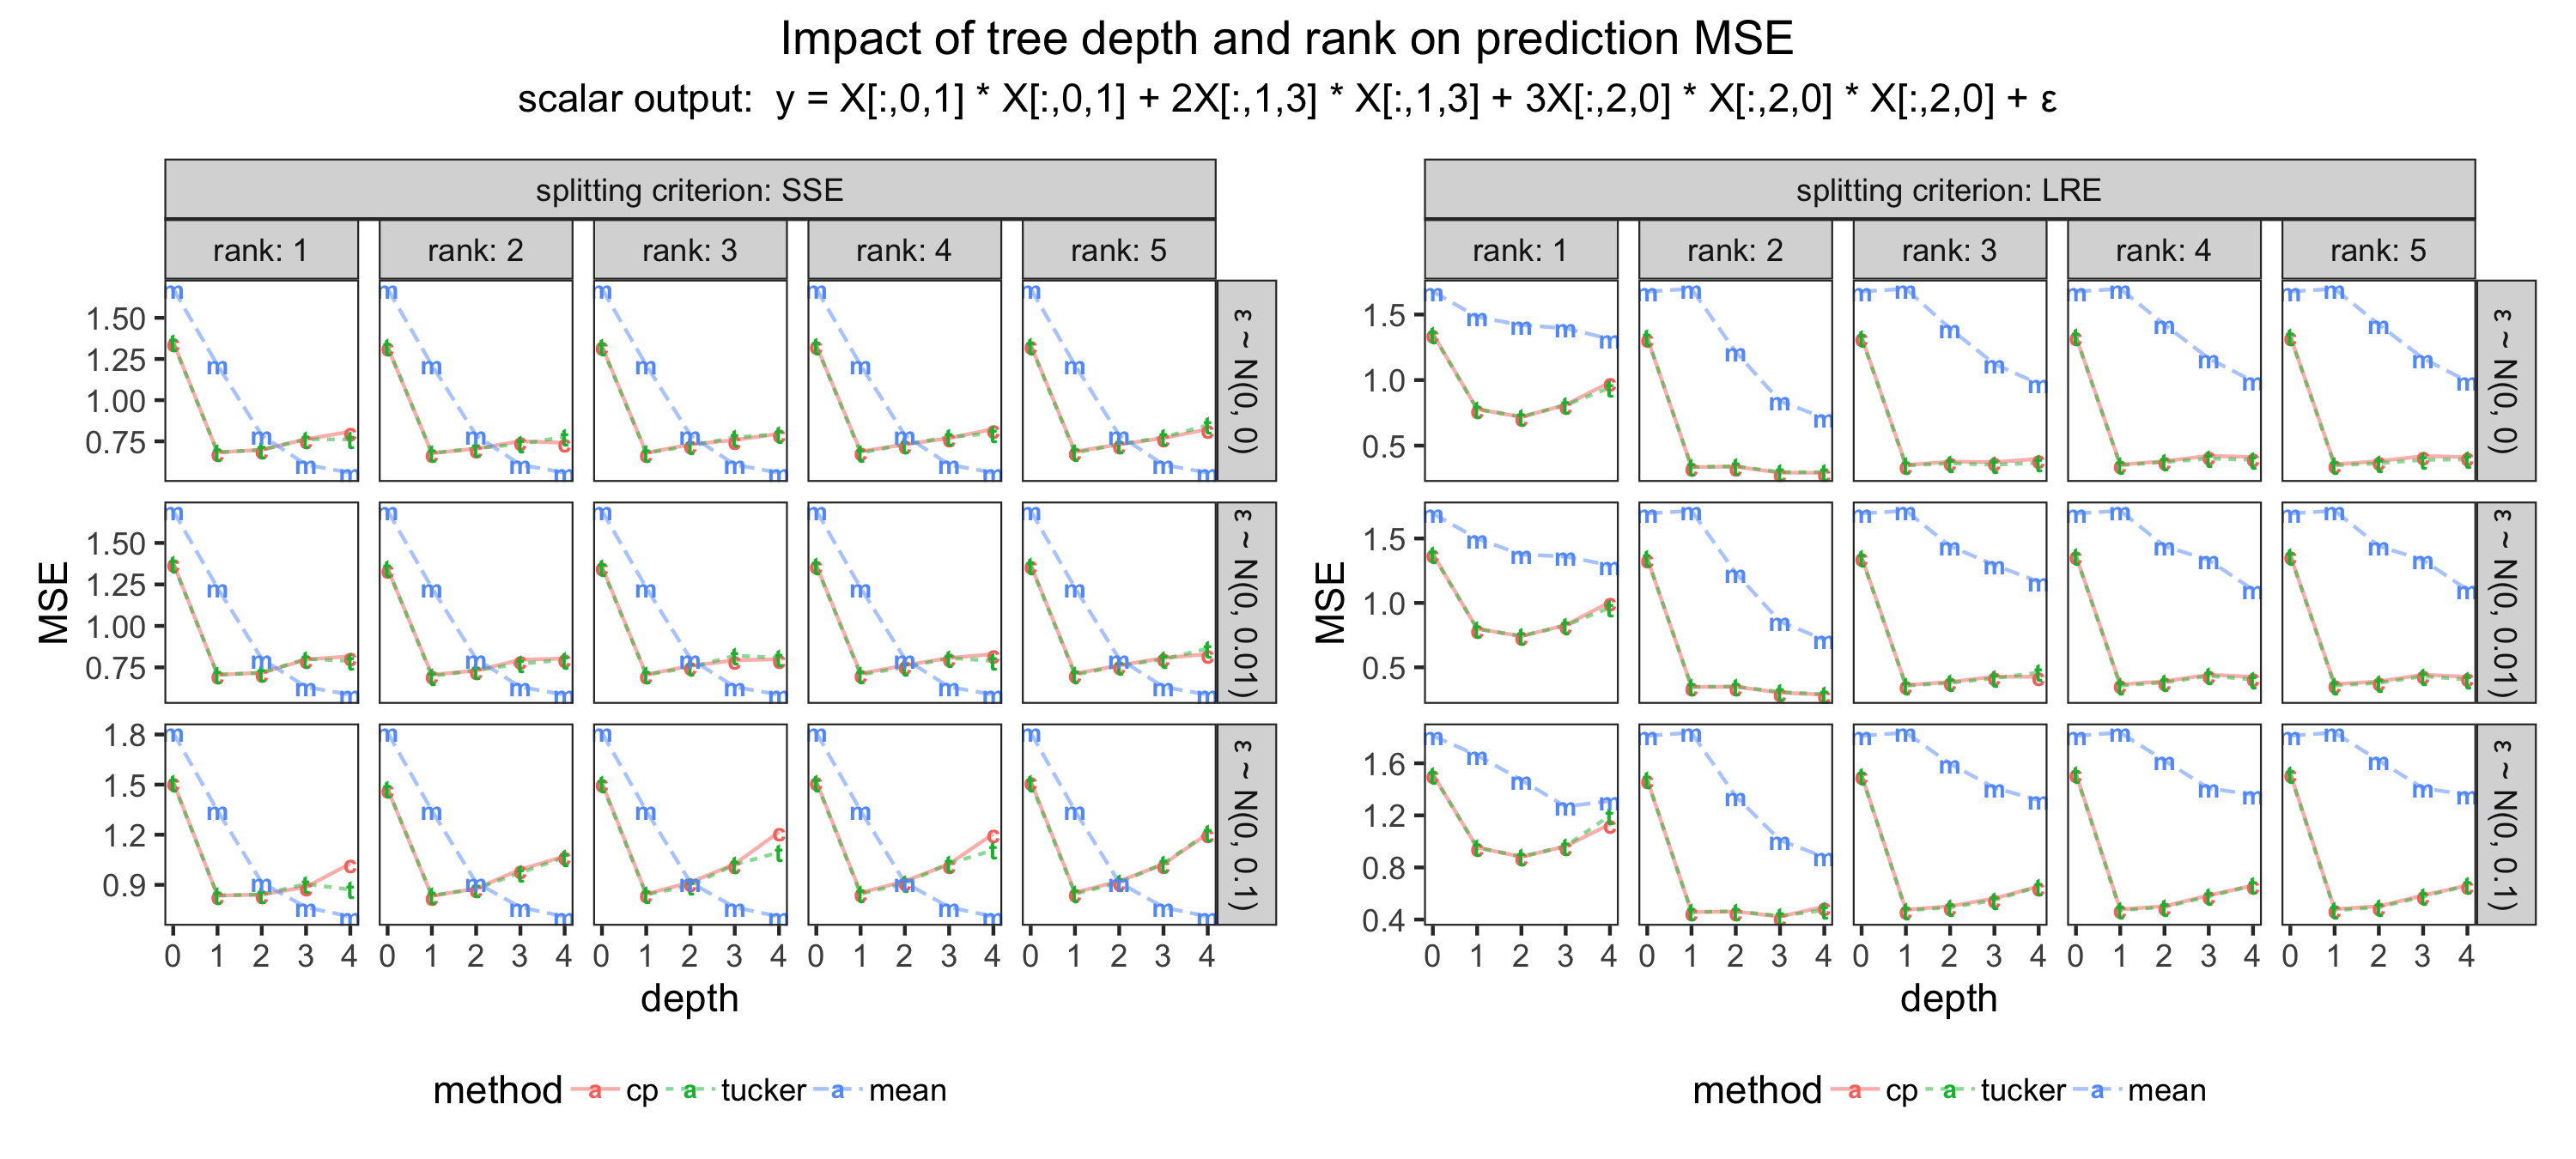 Impact of tree depth and rank on prediction MSE
scalar output:  y = X[:,0,1] * X[:,0,1] + 2X[:,1,3] * X[:,1,3] + 3X[:,2,0] * X[:,2,0] * X[:,2,0] + ε
splitting criterion: SSE
rank: 1 rank: 2 rank: 3 rank: 4 rank: 5
MSE
1.50
1.25
1.00
0.75
ε ~ N(0, 0)
1.50
1.25
1.00
0.75
ε ~ N(0, 0.01)
1.8
1.5
1.2
0.9
ε ~ N(0, 0.1)
0 1 2 3 4 0 1 2 3 4 0 1 2 3 4 0 1 2 3 4 0 1 2 3 4
depth
method a cp a tucker a mean
splitting criterion: LRE
rank: 1 rank: 2 rank: 3 rank: 4 rank: 5
MSE
1.5
1.0
0.5
ε ~ N(0, 0)
1.5
1.0
0.5
ε ~ N(0, 0.01)
1.6
1.2
0.8
0.4
ε ~ N(0, 0.1)
0 1 2 3 4 0 1 2 3 4 0 1 2 3 4 0 1 2 3 4 0 1 2 3 4
depth
method a cp a tucker a mean